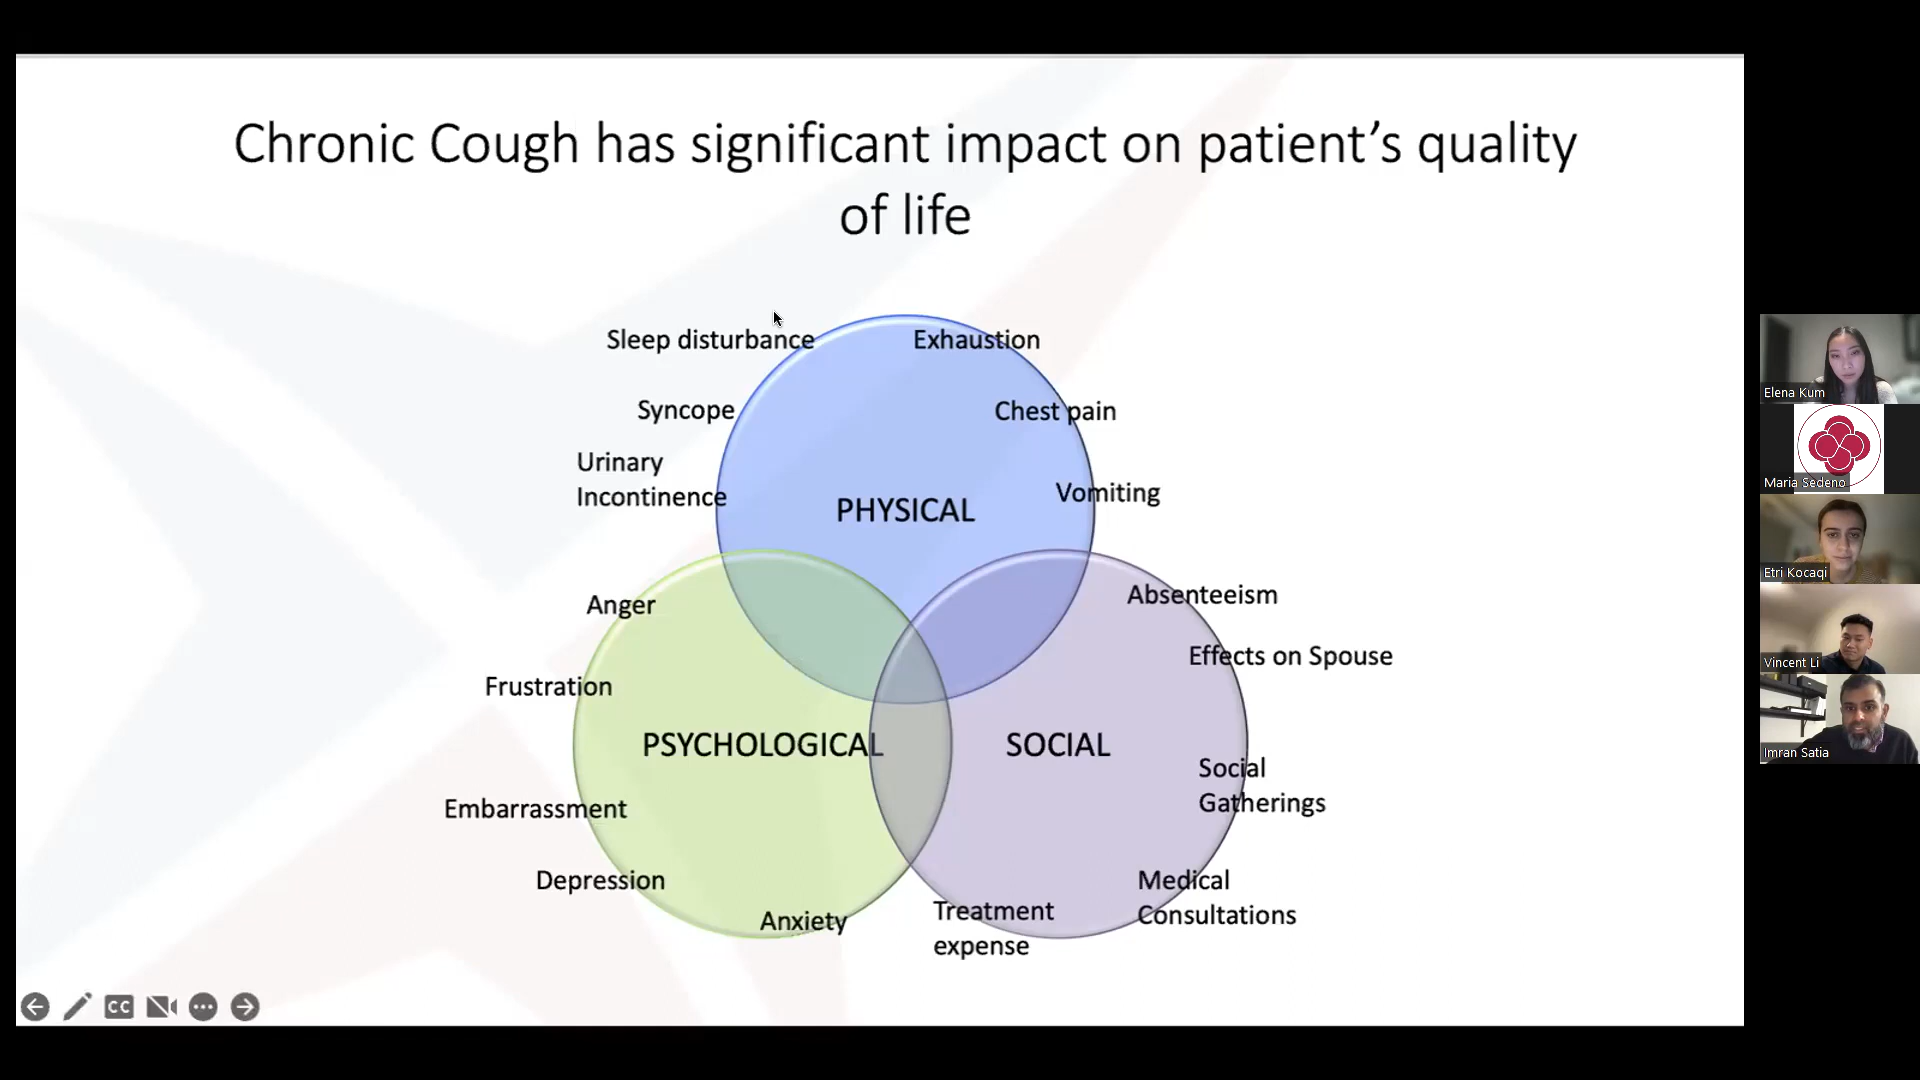 Chronic Cough has significant impact on patient’s quality
of life
Sleep disturbance
Exhaustion
Syncope
Chest pain
Urinary
Incontinence
Vomiting
PHYSICAL
Anger
Absenteeism
Frustration
Effects on Spouse
PSYCHOLOGICAL
SOCIAL
Social
Gatherings
Embarrassment
Depression
Medical
Consultations
Anxiety
Treatment
expense
CC
Elena Kum
Maria Sedeno
Etri Kocaqi
Vincent Li
Imran Satia